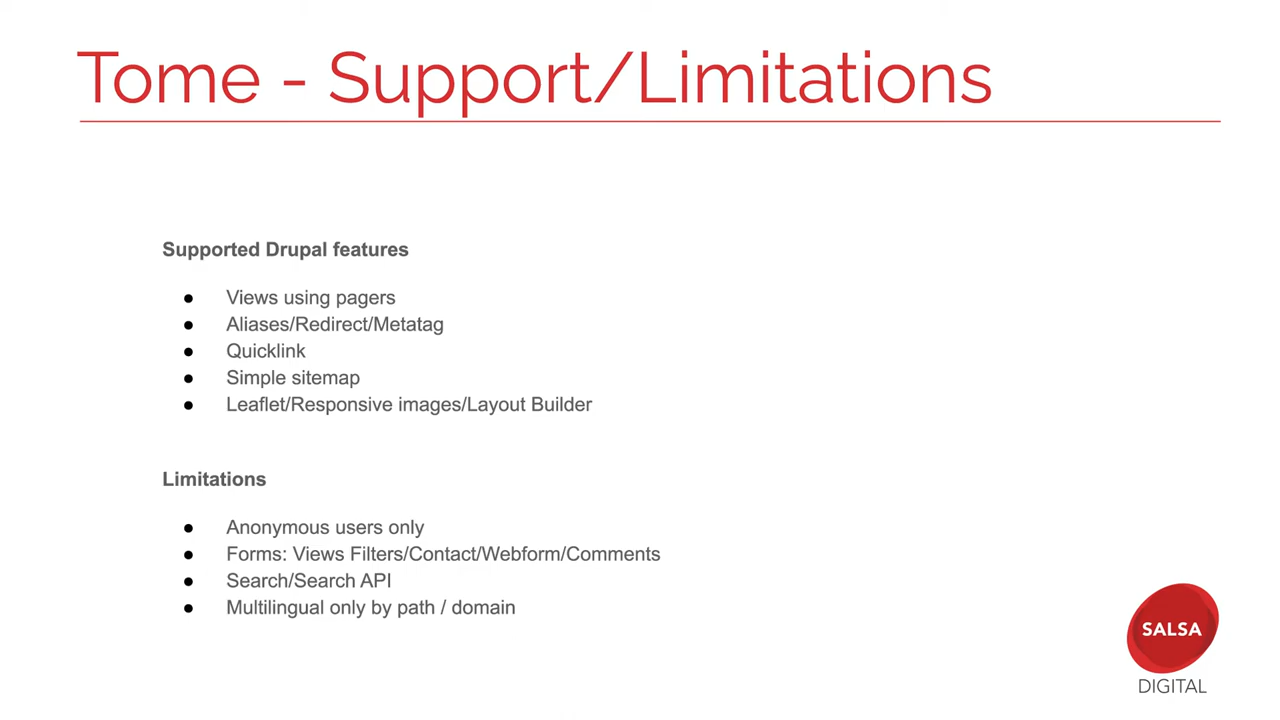 Tome - Support/Limitations
Supported Drupal features
● Views using pagers
● Aliases/Redirect/Metatag
● Quicklink
● Simple sitemap
● Leaflet/Responsive images/Layout Builder
Limitations
● Anonymous users only
● Forms: Views Filters/Contact/Webform/Comments
● Search/Search API
● Multilingual only by path / domain
SALSA
DIGITAL